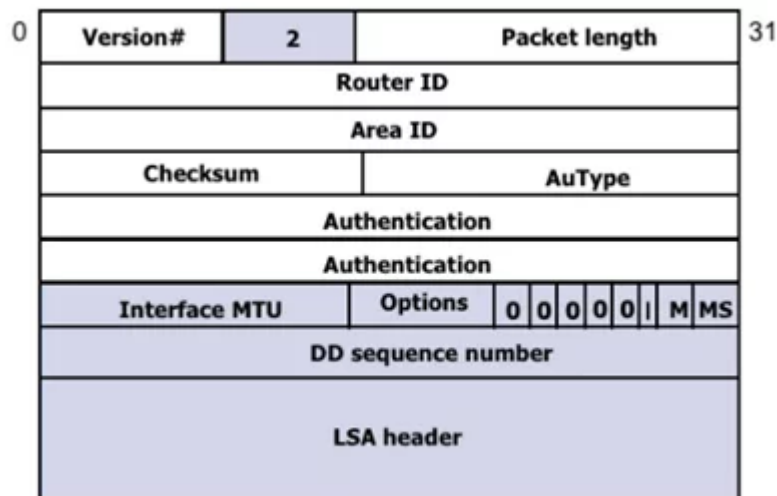 0 Version# 2 Packet length 31
Router ID
Area ID
Checksum AuType
Authentication
Authentication
Interface MTU Options 0 0 0 0 0 I M MS
DD sequence number
LSA header